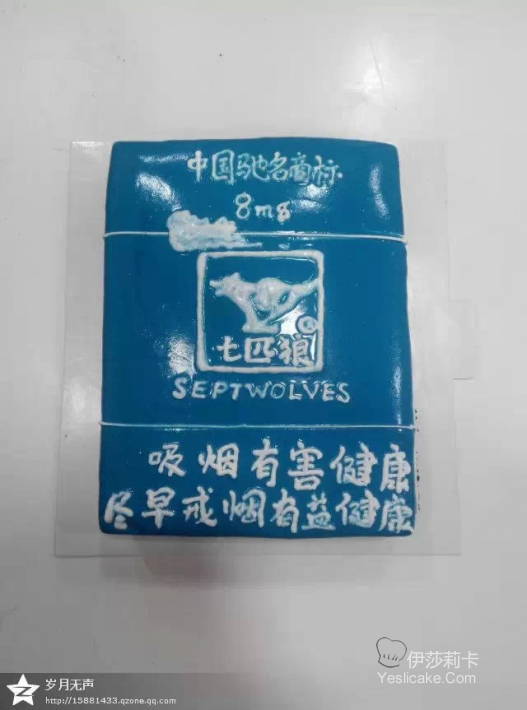 中国驰名商标
8mg
七匹狼
®
SEPTWOLVES
吸烟有害健康
尽早戒烟有益健康
伊莎莉卡
Yeslicake.Com
岁月无声
http://15881433.qzone.qq.com